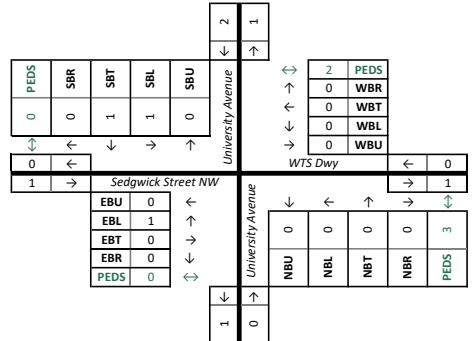 2 1
↓ ↑
PEDS SBR SBT SBL SBU
0 0 1 1 0
↕ ← ↓ → ↑
University Avenue
↔ 2 PEDS
↑ 0 WBR
← 0 WBT
↓ 0 WBL
→ 0 WBU
0 ←
1 →
Sedgwick Street NW
WTS Dwy
← 0
→ 1
EBU 0 ←
EBL 1 ↑
EBT 0 →
EBR 0 ↓
PEDS 0 ↔
University Avenue
↓ ← ↑ → ↕
0 0 0 0 3
NBU NBL NBT NBR PEDS
↓ ↑
1 0